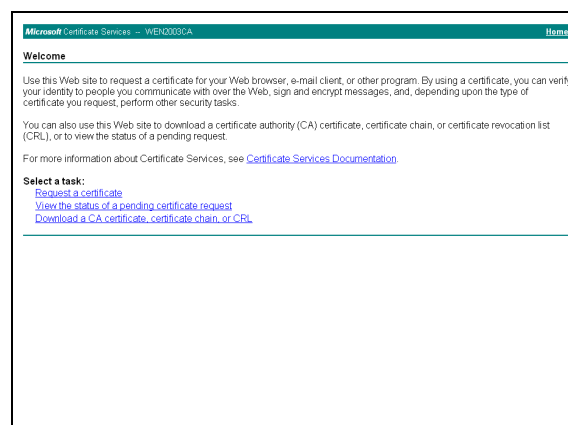 Microsoft Certificate Services -- WEN2003CA Home
Welcome
Use this Web site to request a certificate for your Web browser, e-mail client, or other program. By using a certificate, you can verify
your identity to people you communicate with over the Web, sign and encrypt messages, and, depending upon the type of
certificate you request, perform other security tasks.
You can also use this Web site to download a certificate authority (CA) certificate, certificate chain, or certificate revocation list
(CRL), or to view the status of a pending request.
For more information about Certificate Services, see Certificate Services Documentation.
Select a task:
Request a certificate
View the status of a pending certificate request
Download a CA certificate, certificate chain, or CRL